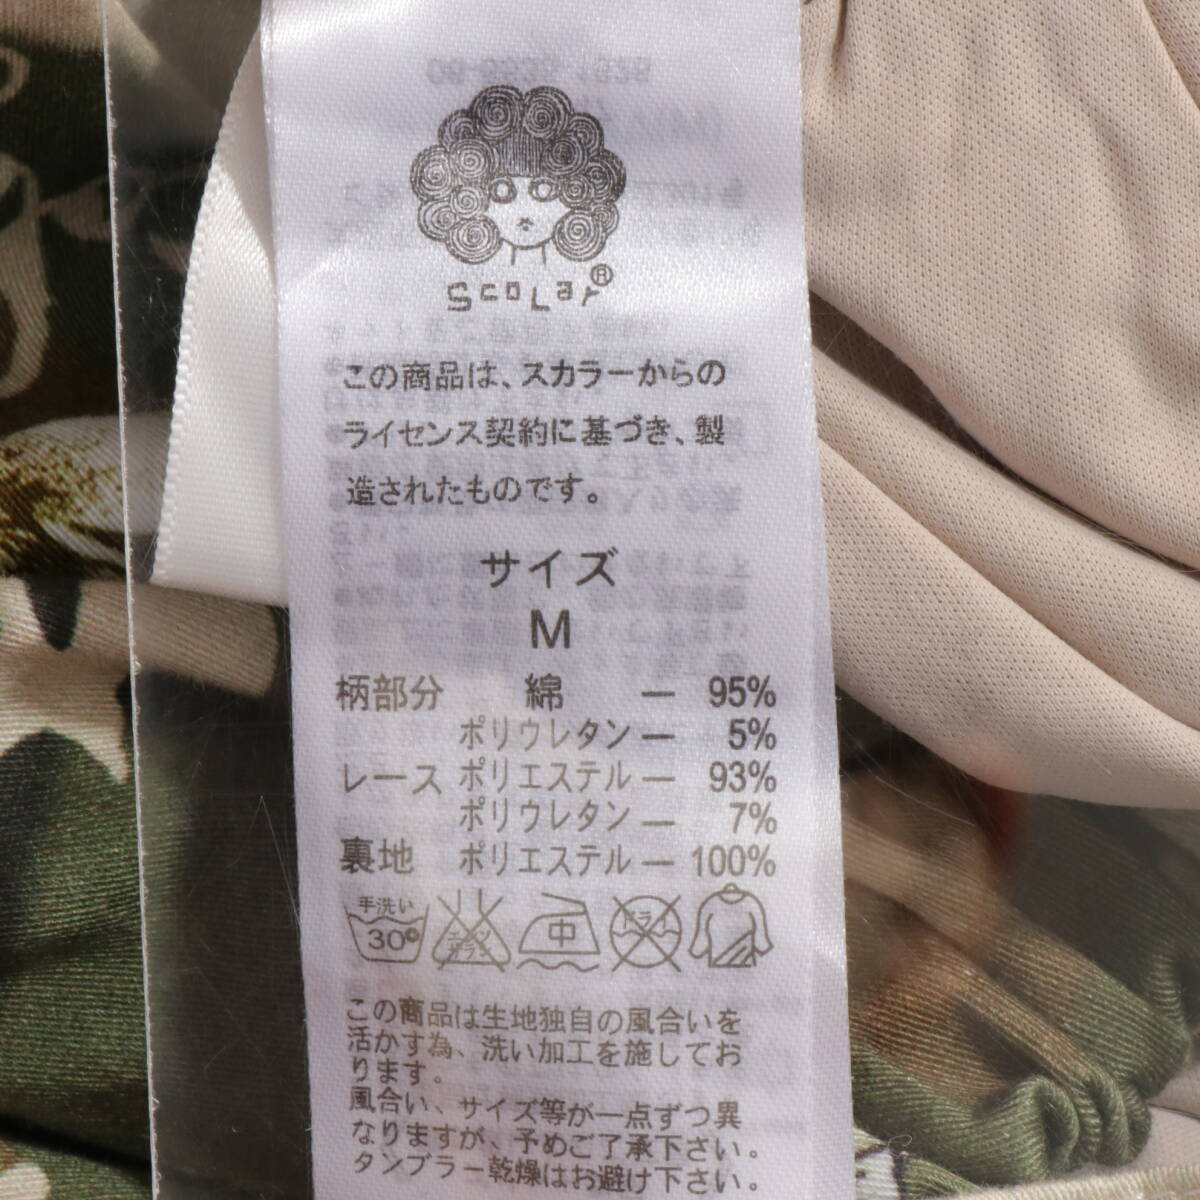 ScoLar®
この商品は、スカラーからの
ライセンス契約に基づき、製
造されたものです。
サイズ
M
柄部分 綿 — 95%
ポリウレタン — 5%
レース ポリエステル — 93%
ポリウレタン — 7%
裏地 ポリエステル — 100%
手洗い
30° 中 ドライ
この商品は生地独自の風合いを
活かす為、洗い加工を施してお
ります。
風合い、サイズ等が一点ずつ異
なりますが、予めご了承下さい。
タンブラー乾燥はお避け下さい。